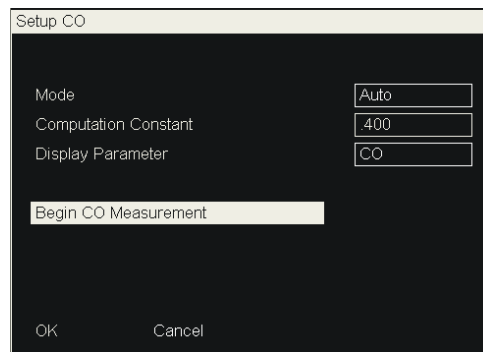 Setup CO
Mode Auto
Computation Constant .400
Display Parameter CO
Begin CO Measurement
OK Cancel